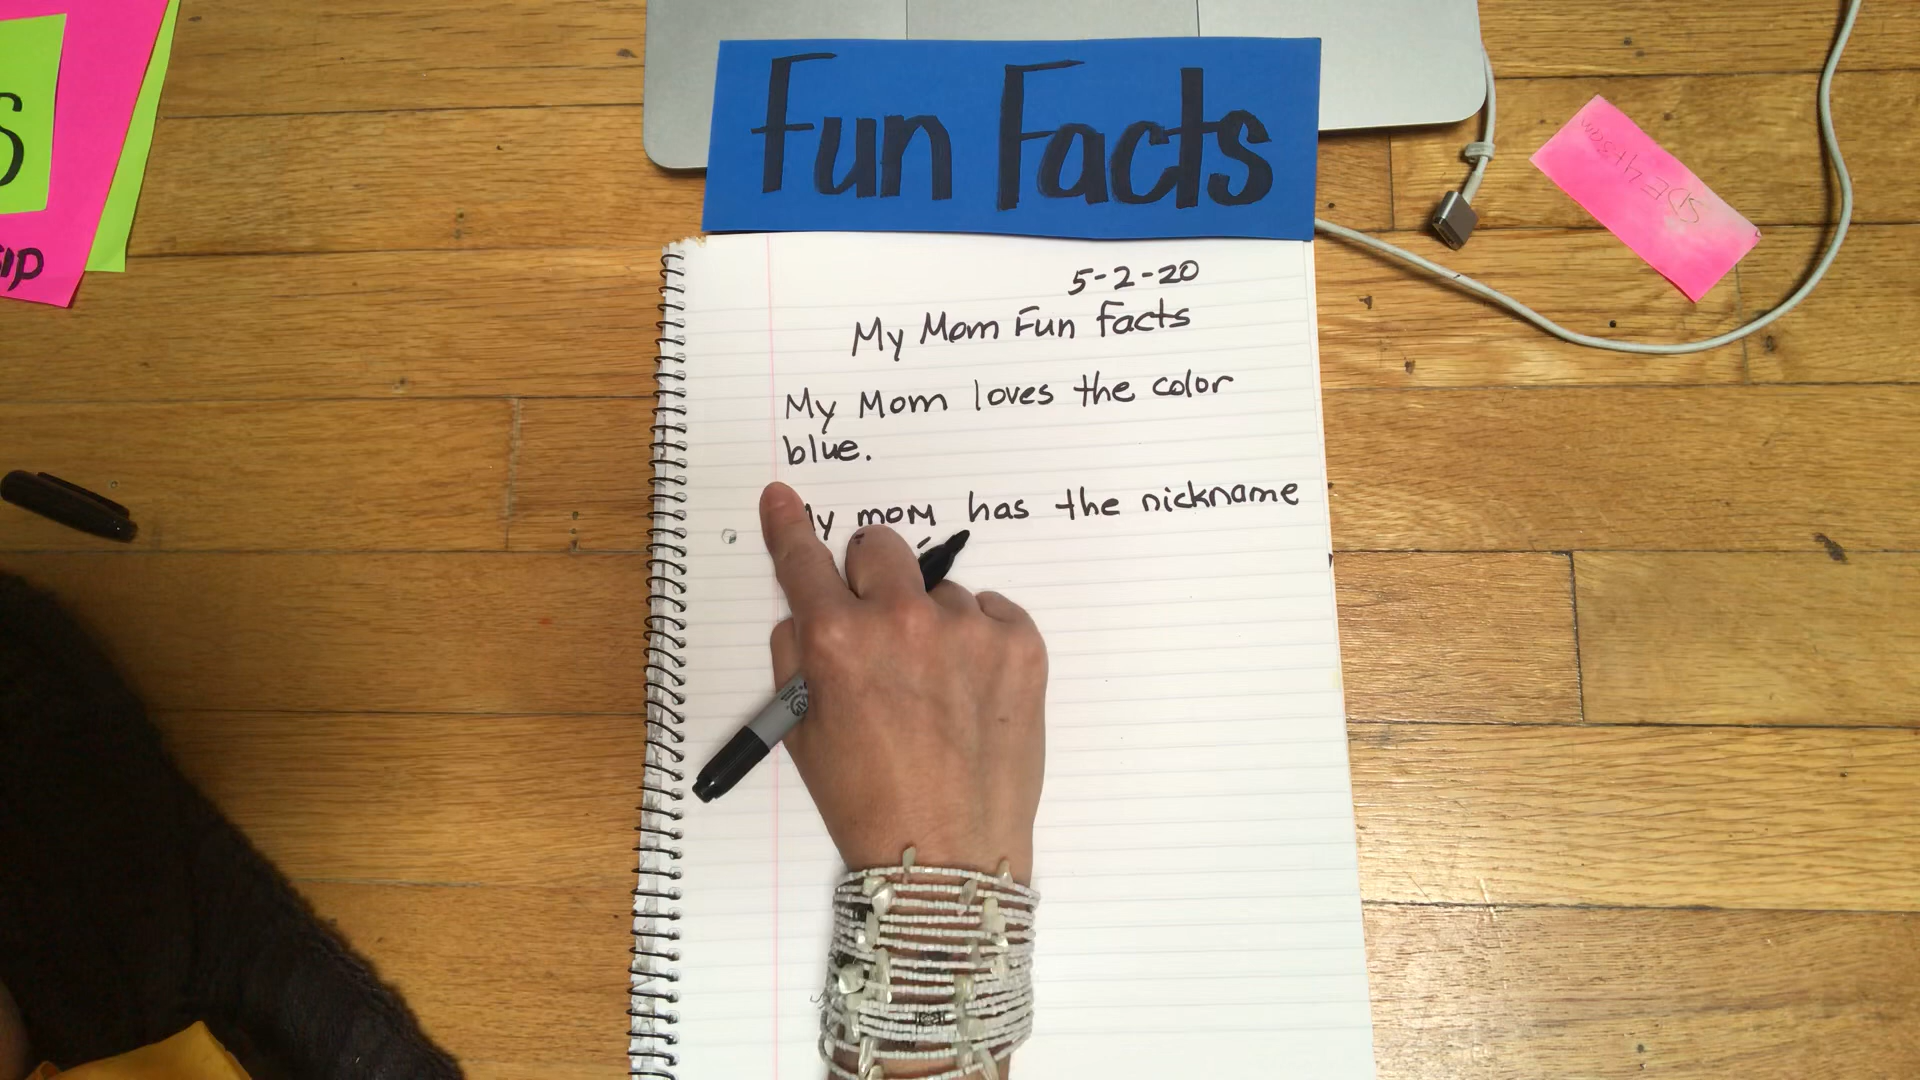 S
sip
Fun Facts
5-2-20
My Mom Fun facts
My Mom loves the color
blue.
My mom has the nickname